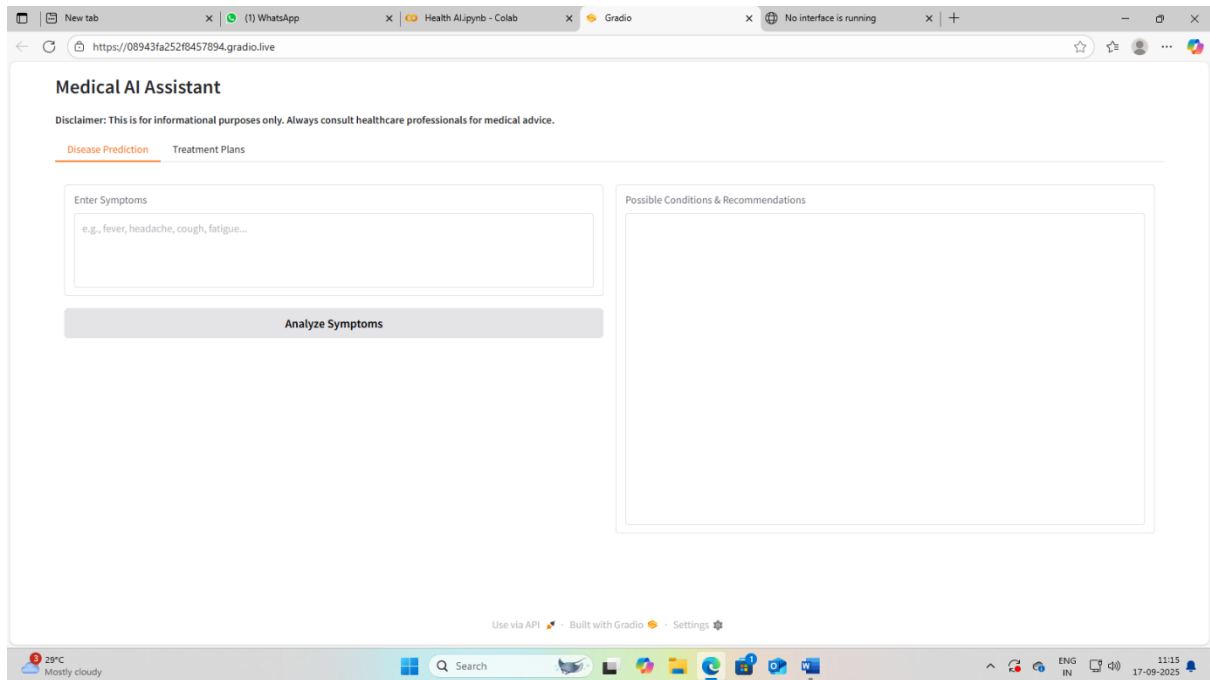 New tab
(1) WhatsApp
Health AI.ipynb - Colab
Gradio
No interface is running
https://08943fa252f8457894.gradio.live
Medical AI Assistant
Disclaimer: This is for informational purposes only. Always consult healthcare professionals for medical advice.
Disease Prediction
Treatment Plans
Enter Symptoms
e.g., fever, headache, cough, fatigue...
Analyze Symptoms
Possible Conditions & Recommendations
Use via API · Built with Gradio · Settings
3
29°C
Mostly cloudy
Search
1
ENG
IN
11:15
17-09-2025